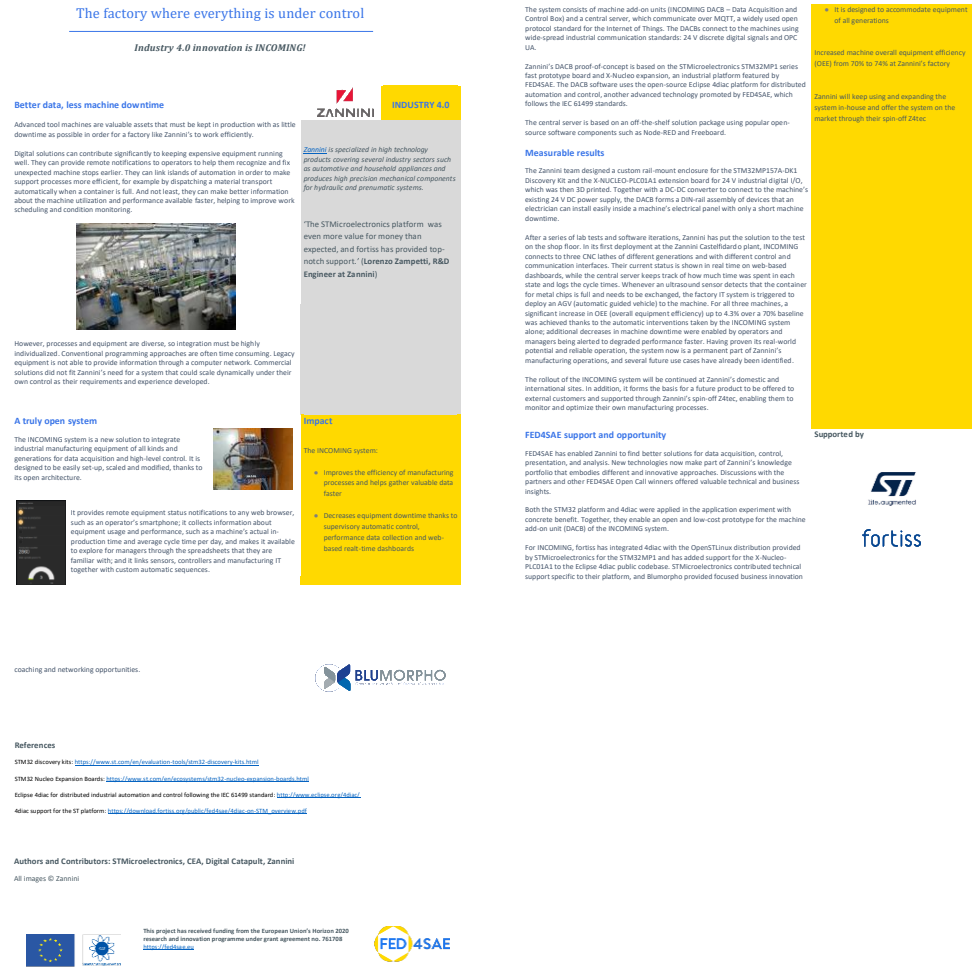 The factory where everything is under control
Industry 4.0 innovation is INCOMING!
Better data, less machine downtime
Advanced tool machines are valuable assets that must be kept in production with as little
downtime as possible in order for a factory like Zannini's to work efficiently.
Digital solutions can contribute significantly to keeping expensive equipment running
well. They can provide remote notifications to operators to help them recognize and fix
unexpected machine stops earlier. They can link islands of automation in order to make
support processes more efficient, for example by dispatching a material transport
automatically when a container is full. And not least, they can make better information
about the machine utilization and performance available faster, helping to improve work
scheduling and condition monitoring.
However, processes and equipment are diverse, so integration must be highly
individualized. Conventional programming approaches are often time consuming. Legacy
equipment is not able to provide information through a computer network. Commercial
solutions did not fit Zannini's need for a system that could scale dynamically under their
own control as their requirements and experience developed.
A truly open system
The INCOMING system is a new solution to integrate
industrial manufacturing equipment of all kinds and
generations for data acquisition and high-level control. It is
designed to be easily set-up, scaled and modified, thanks to
its open architecture.
It provides remote equipment status notifications to any web browser,
such as an operator's smartphone; it collects information about
equipment usage and performance, such as a machine's actual in-
production time and average cycle time per day, and makes it available
to explore for managers through the spreadsheets that they are
familiar with; and it links sensors, controllers and manufacturing IT
together with custom automatic sequences.
ZANNINI
INDUSTRY 4.0
Zannini is specialized in high technology
products covering several industry sectors such
as automotive and household appliances and
produces high precision mechanical components
for hydraulic and prenumatic systems.
'The STMicroelectronics platform was
even more value for money than
expected, and fortiss has provided top-
notch support.' (Lorenzo Zampetti, R&D
Engineer at Zannini)
Impact
The INCOMING system:
● Improves the efficiency of manufacturing
processes and helps gather valuable data
faster
● Decreases equipment downtime thanks to
supervisory automatic control,
performance data collection and web-
based realt-time dashboards
The system consists of machine add-on units (INCOMING DACB – Data Acquisition and
Control Box) and a central server, which communicate over MQTT, a widely used open
protocol standard for the Internet of Things. The DACBs connect to the machines using
wide-spread industrial communication standards: 24 V discrete digital signals and OPC
UA.
Zannini's DACB proof-of-concept is based on the STMicroelectronics STM32MP1 series
fast prototype board and X-Nucleo expansion, an industrial platform featured by
FED4SAE. The DACB software uses the open-source Eclipse 4diac platform for distributed
automation and control, another advanced technology promoted by FED4SAE, which
follows the IEC 61499 standards.
The central server is based on an off-the-shelf solution package using popular open-
source software components such as Node-RED and Freeboard.
Measurable results
The Zannini team designed a custom rail-mount enclosure for the STM32MP157A-DK1
Discovery Kit and the X-NUCLEO-PLC01A1 extension board for 24 V industrial digital I/O,
which was then 3D printed. Together with a DC-DC converter to connect to the machine's
existing 24 V DC power supply, the DACB forms a DIN-rail assembly of devices that an
electrician can install easily inside a machine's electrical panel with only a short machine
downtime.
After a series of lab tests and software iterations, Zannini has put the solution to the test
on the shop floor. In its first deployment at the Zannini Castelfidardo plant, INCOMING
connects to three CNC lathes of different generations and with different control and
communication interfaces. Their current status is shown in real time on web-based
dashboards, while the central server keeps track of how much time was spent in each
state and logs the cycle times. Whenever an ultrasound sensor detects that the container
for metal chips is full and needs to be exchanged, the factory IT system is triggered to
deploy an AGV (automatic guided vehicle) to the machine. For all three machines, a
significant increase in OEE (overall equipment efficiency) up to 4.3% over a 70% baseline
was achieved thanks to the automatic interventions taken by the INCOMING system
alone; additional decreases in machine downtime were enabled by operators and
managers being alerted to degraded performance faster. Having proven its real-world
potential and reliable operation, the system now is a permanent part of Zannini's
manufacturing operations, and several future use cases have already been identified.
The rollout of the INCOMING system will be continued at Zannini's domestic and
international sites. In addition, it forms the basis for a future product to be offered to
external customers and supported through Zannini's spin-off Z4tec, enabling them to
monitor and optimize their own manufacturing processes.
FED4SAE support and opportunity
FED4SAE has enabled Zannini to find better solutions for data acquisition, control,
presentation, and analysis. New technologies now make part of Zannini's knowledge
portfolio that embodies different and innovative approaches. Discussions with the
partners and other FED4SAE Open Call winners offered valuable technical and business
insights.
Both the STM32 platform and 4diac were applied in the application experiment with
concrete benefit. Together, they enable an open and low-cost prototype for the machine
add-on unit (DACB) of the INCOMING system.
For INCOMING, fortiss has integrated 4diac with the OpenSTLinux distribution provided
by STMicroelectronics for the STM32MP1 and has added support for the X-Nucleo-
PLC01A1 to the Eclipse 4diac public codebase. STMicroelectronics contributed technical
support specific to their platform, and Blumorpho provided focused business innovation
● It is designed to accommodate equipment
of all generations
Increased machine overall equipment efficiency
(OEE) from 70% to 74% at Zannini's factory
Zannini will keep using and expanding the
system in-house and offer the system on the
market through their spin-off Z4tec
Supported by
ST
life.augmented
fortiss
coaching and networking opportunities.
BLUMORPHO
References
STM32 discovery kits: https://www.st.com/en/evaluation-tools/stm32-discovery-kits.html
STM32 Nucleo Expansion Boards: https://www.st.com/en/ecosystems/stm32-nucleo-expansion-boards.html
Eclipse 4diac for distributed industrial automation and control following the IEC 61499 standard: http://www.eclipse.org/4diac/
4diac support for the ST platform: https://download.fortiss.org/public/fed4sae/4diac-on-STM_overview.pdf
Authors and Contributors: STMicroelectronics, CEA, Digital Catapult, Zannini
All images © Zannini
This project has received funding from the European Union's Horizon 2020
research and innovation programme under grant agreement no. 761708
https://fed4sae.eu
FED4SAE